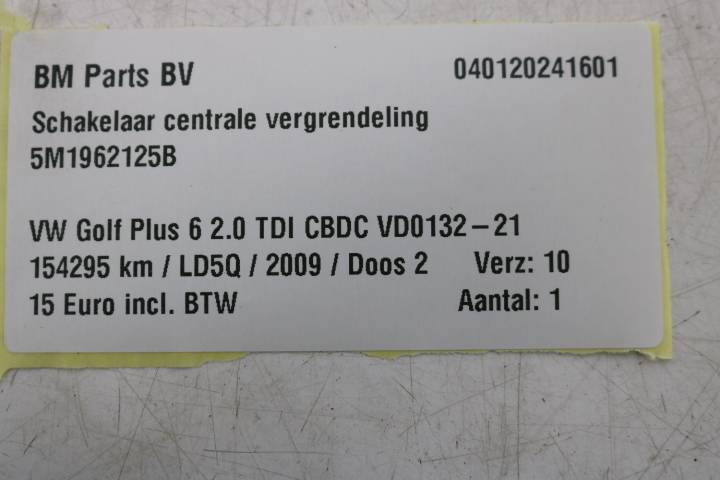 BM Parts BV 040120241601
Schakelaar centrale vergrendeling
5M1962125B
VW Golf Plus 6 2.0 TDI CBDC VD0132-21
154295 km / LD5Q / 2009 / Doos 2 Verz: 10
15 Euro incl. BTW Aantal: 1